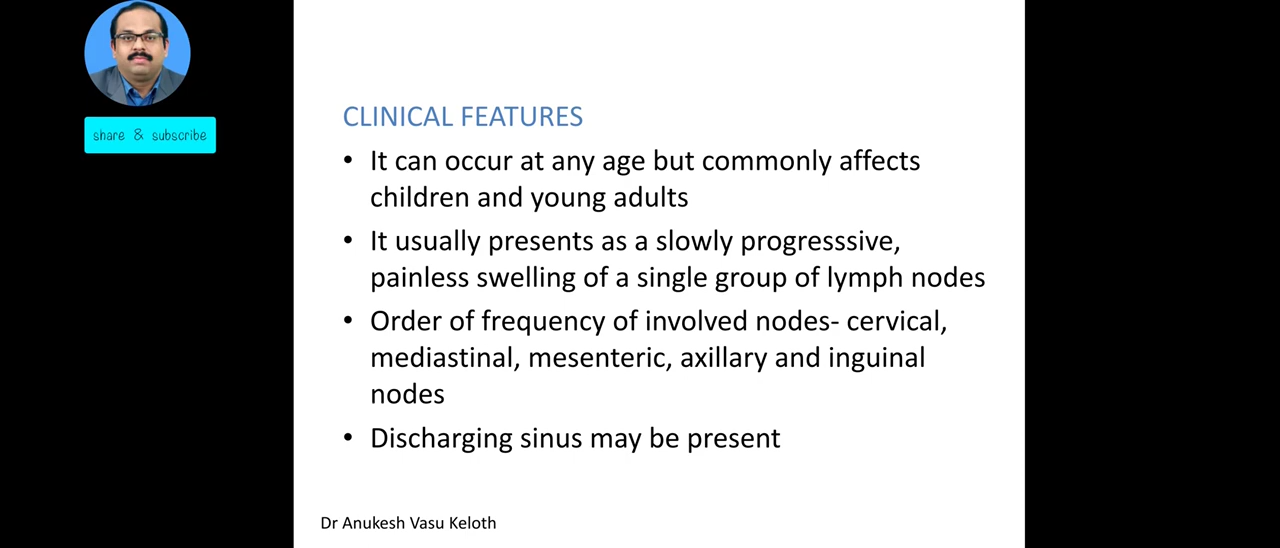 share & subscribe
CLINICAL FEATURES
• It can occur at any age but commonly affects
children and young adults
• It usually presents as a slowly progresssive,
painless swelling of a single group of lymph nodes
• Order of frequency of involved nodes- cervical,
mediastinal, mesenteric, axillary and inguinal
nodes
• Discharging sinus may be present
Dr Anukesh Vasu Keloth